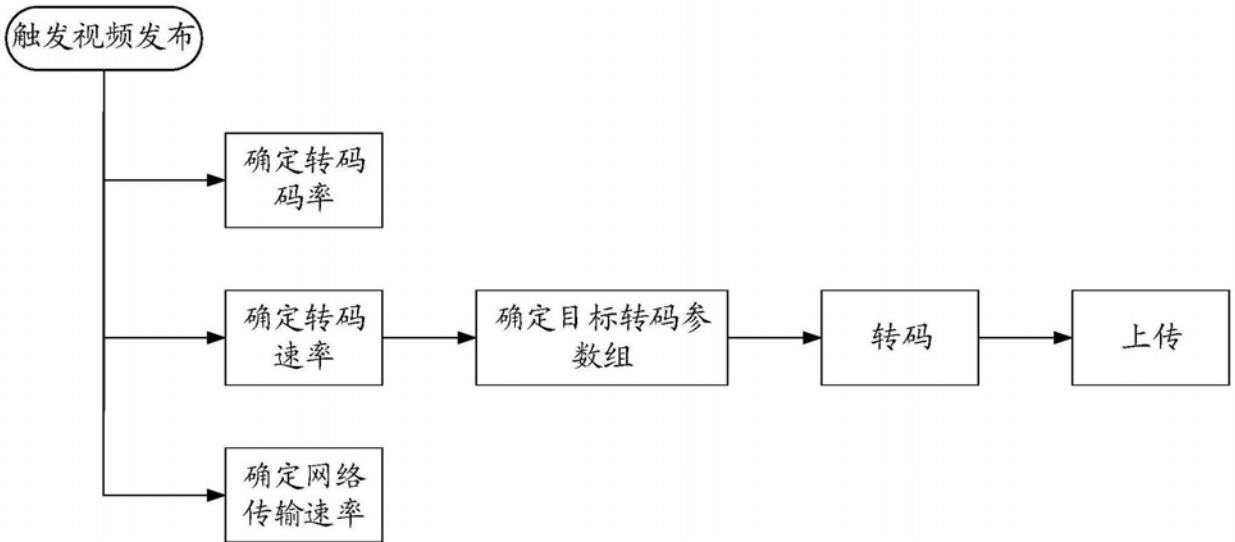 触发视频发布
确定转码
码率
确定转码
速率
确定目标转码参
数组
转码
上传
确定网络
传输速率